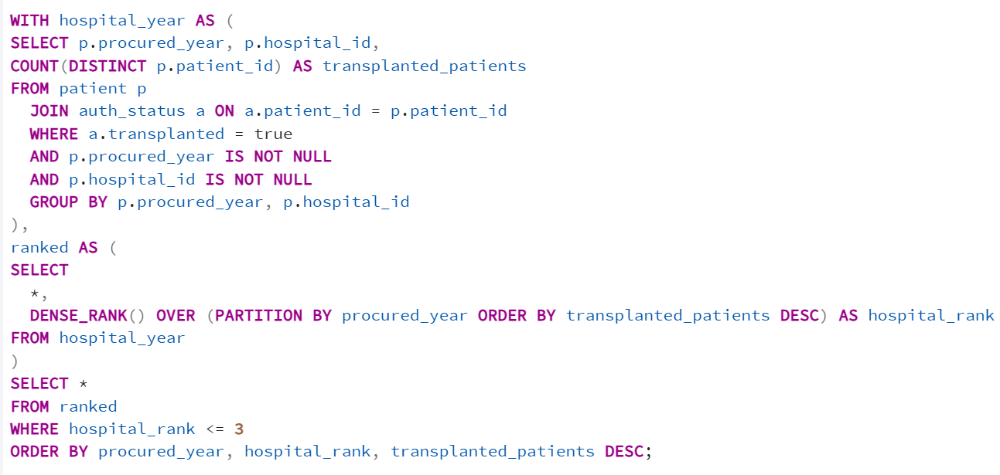 WITH hospital_year AS (
SELECT p.procured_year, p.hospital_id,
COUNT(DISTINCT p.patient_id) AS transplanted_patients
FROM patient p
  JOIN auth_status a ON a.patient_id = p.patient_id
  WHERE a.transplanted = true
  AND p.procured_year IS NOT NULL
  AND p.hospital_id IS NOT NULL
  GROUP BY p.procured_year, p.hospital_id
),
ranked AS (
SELECT
  *,
  DENSE_RANK() OVER (PARTITION BY procured_year ORDER BY transplanted_patients DESC) AS hospital_rank
FROM hospital_year
)
SELECT *
FROM ranked
WHERE hospital_rank <= 3
ORDER BY procured_year, hospital_rank, transplanted_patients DESC;